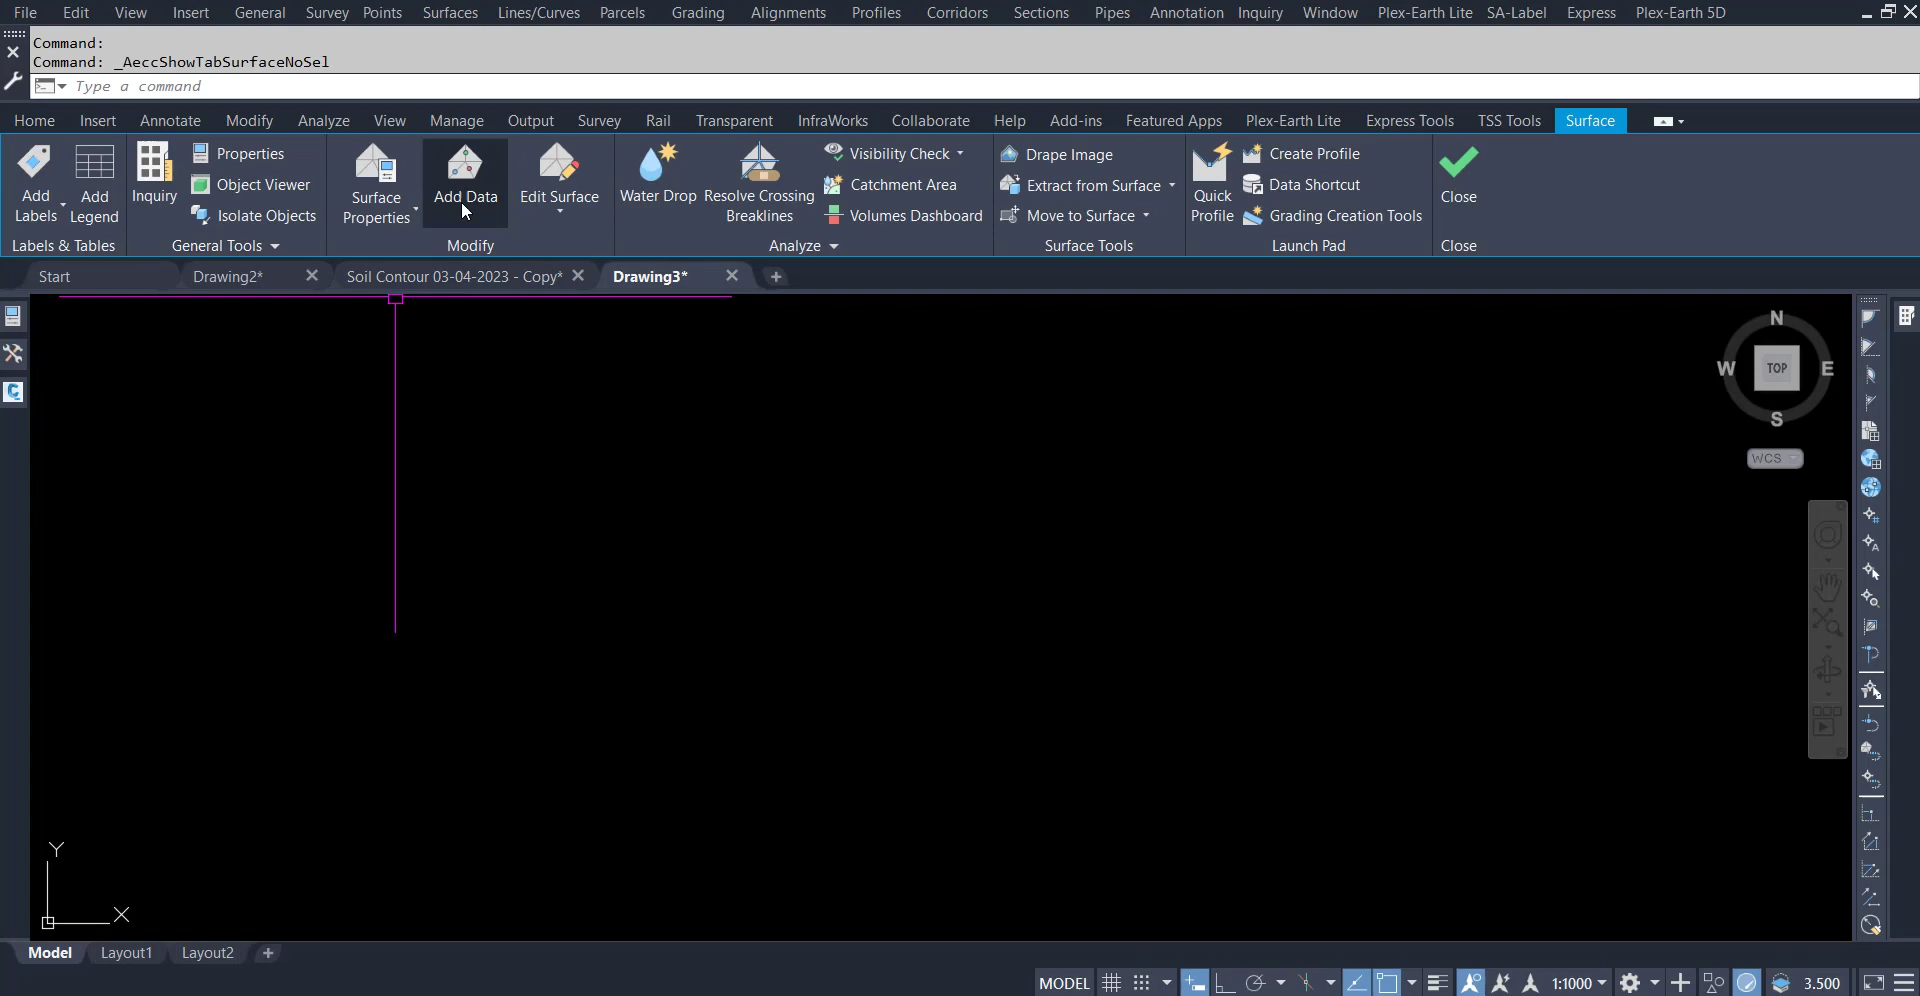 File Edit View Insert General Survey Points Surfaces Lines/Curves Parcels Grading Alignments Profiles Corridors Sections Pipes Annotation Inquiry Window Plex-Earth Lite SA-Label Express Plex-Earth 5D
Command:
Command: _AeccShowTabSurfaceNoSel
Type a command
Home Insert Annotate Modify Analyze View Manage Output Survey Rail Transparent InfraWorks Collaborate Help Add-ins Featured Apps Plex-Earth Lite Express Tools TSS Tools Surface
Add Labels
Add Legend
Labels & Tables
Inquiry
Properties
Object Viewer
Isolate Objects
General Tools
Surface Properties
Add Data
Edit Surface
Modify
Water Drop
Resolve Crossing Breaklines
Visibility Check
Catchment Area
Volumes Dashboard
Analyze
Drape Image
Extract from Surface
Move to Surface
Surface Tools
Quick Profile
Create Profile
Data Shortcut
Grading Creation Tools
Launch Pad
Close
Close
Start Drawing2* Soil Contour 03-04-2023 - Copy* Drawing3*
N
W TOP E
S
WCS
Y
X
Model Layout1 Layout2
MODEL 1:1000 3.500